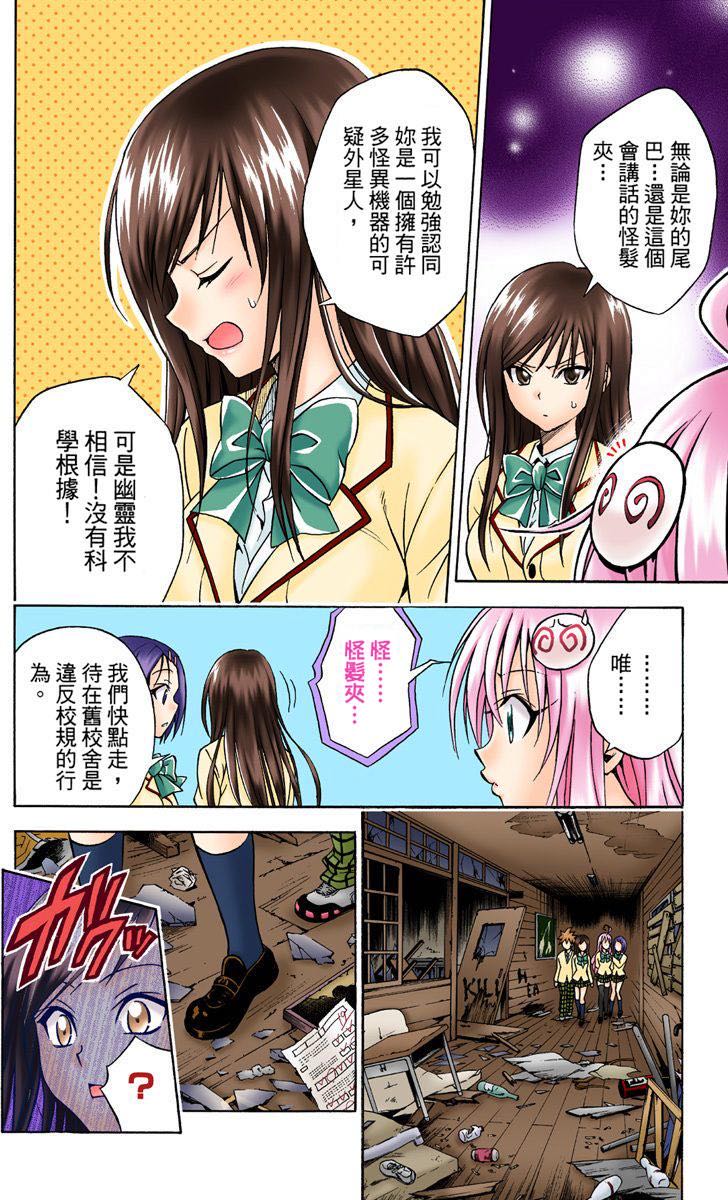 無論是妳的尾
巴…還是這個
會講話的怪髮
夾…
我可以勉強認同
妳是一個擁有許
多怪異機器的可
疑外星人，
可是幽靈我不
相信！沒有科
學根據！
……
唯……
怪……
怪髮夾…
我們快點走，
待在舊校舍是
違反校規的行
為。
ガクッ
？